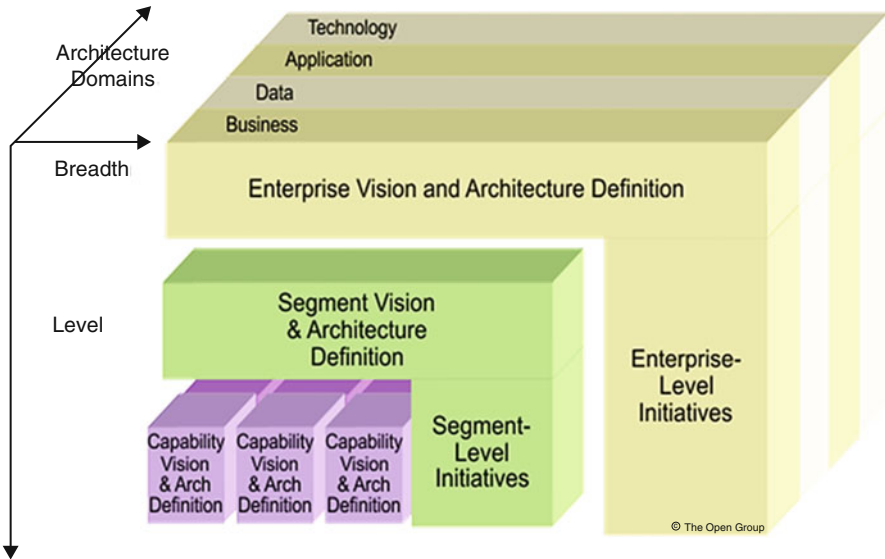 Technology
Architecture
Domains
Application
Data
Business
Breadth
Enterprise Vision and Architecture Definition
Level
Segment Vision
& Architecture
Definition
Enterprise-
Level
Initiatives
Capability
Vision
& Arch
Definition
Capability
Vision
& Arch
Definition
Capability
Vision
& Arch
Definition
Segment-
Level
Initiatives
© The Open Group